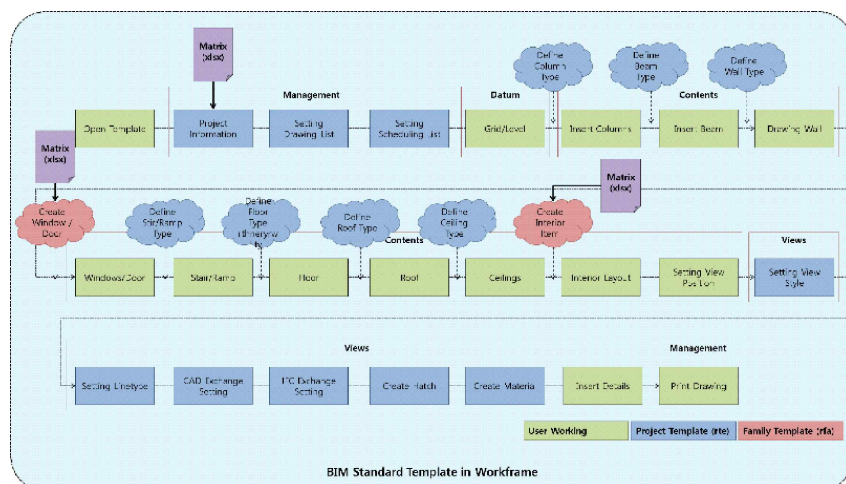 Matrix
(xlsx)
Define
Column
Type
Define
Beam
Type
Define
Wall Type
Management
Datum
Contents
Open Template
Project
Information
Setting
Drawing List
Setting
Scheduling List
Grid/Level
Insert Columns
Insert Beam
Drawing Wall
Matrix
(xlsx)
Matrix
(xlsx)
Create
Window /
Door
Define
Stir/Ramp
Type
Define
Floor
Type
Define
Roof Type
Define
Ceiling
Type
Create
Interior
Item
Contents
Views
Windows/Door
Stair/Ramp
Floor
Roof
Ceilings
Interior Layout
Setting View
Position
Setting View
Style
Views
Management
Setting Linetype
CAD Exchange
Setting
IFC Exchange
Setting
Create Hatch
Create Materia
Insert Details
Print Drawing
User Working
Project Template (rte)
Family Template (rfa)
BIM Standard Template in Workframe